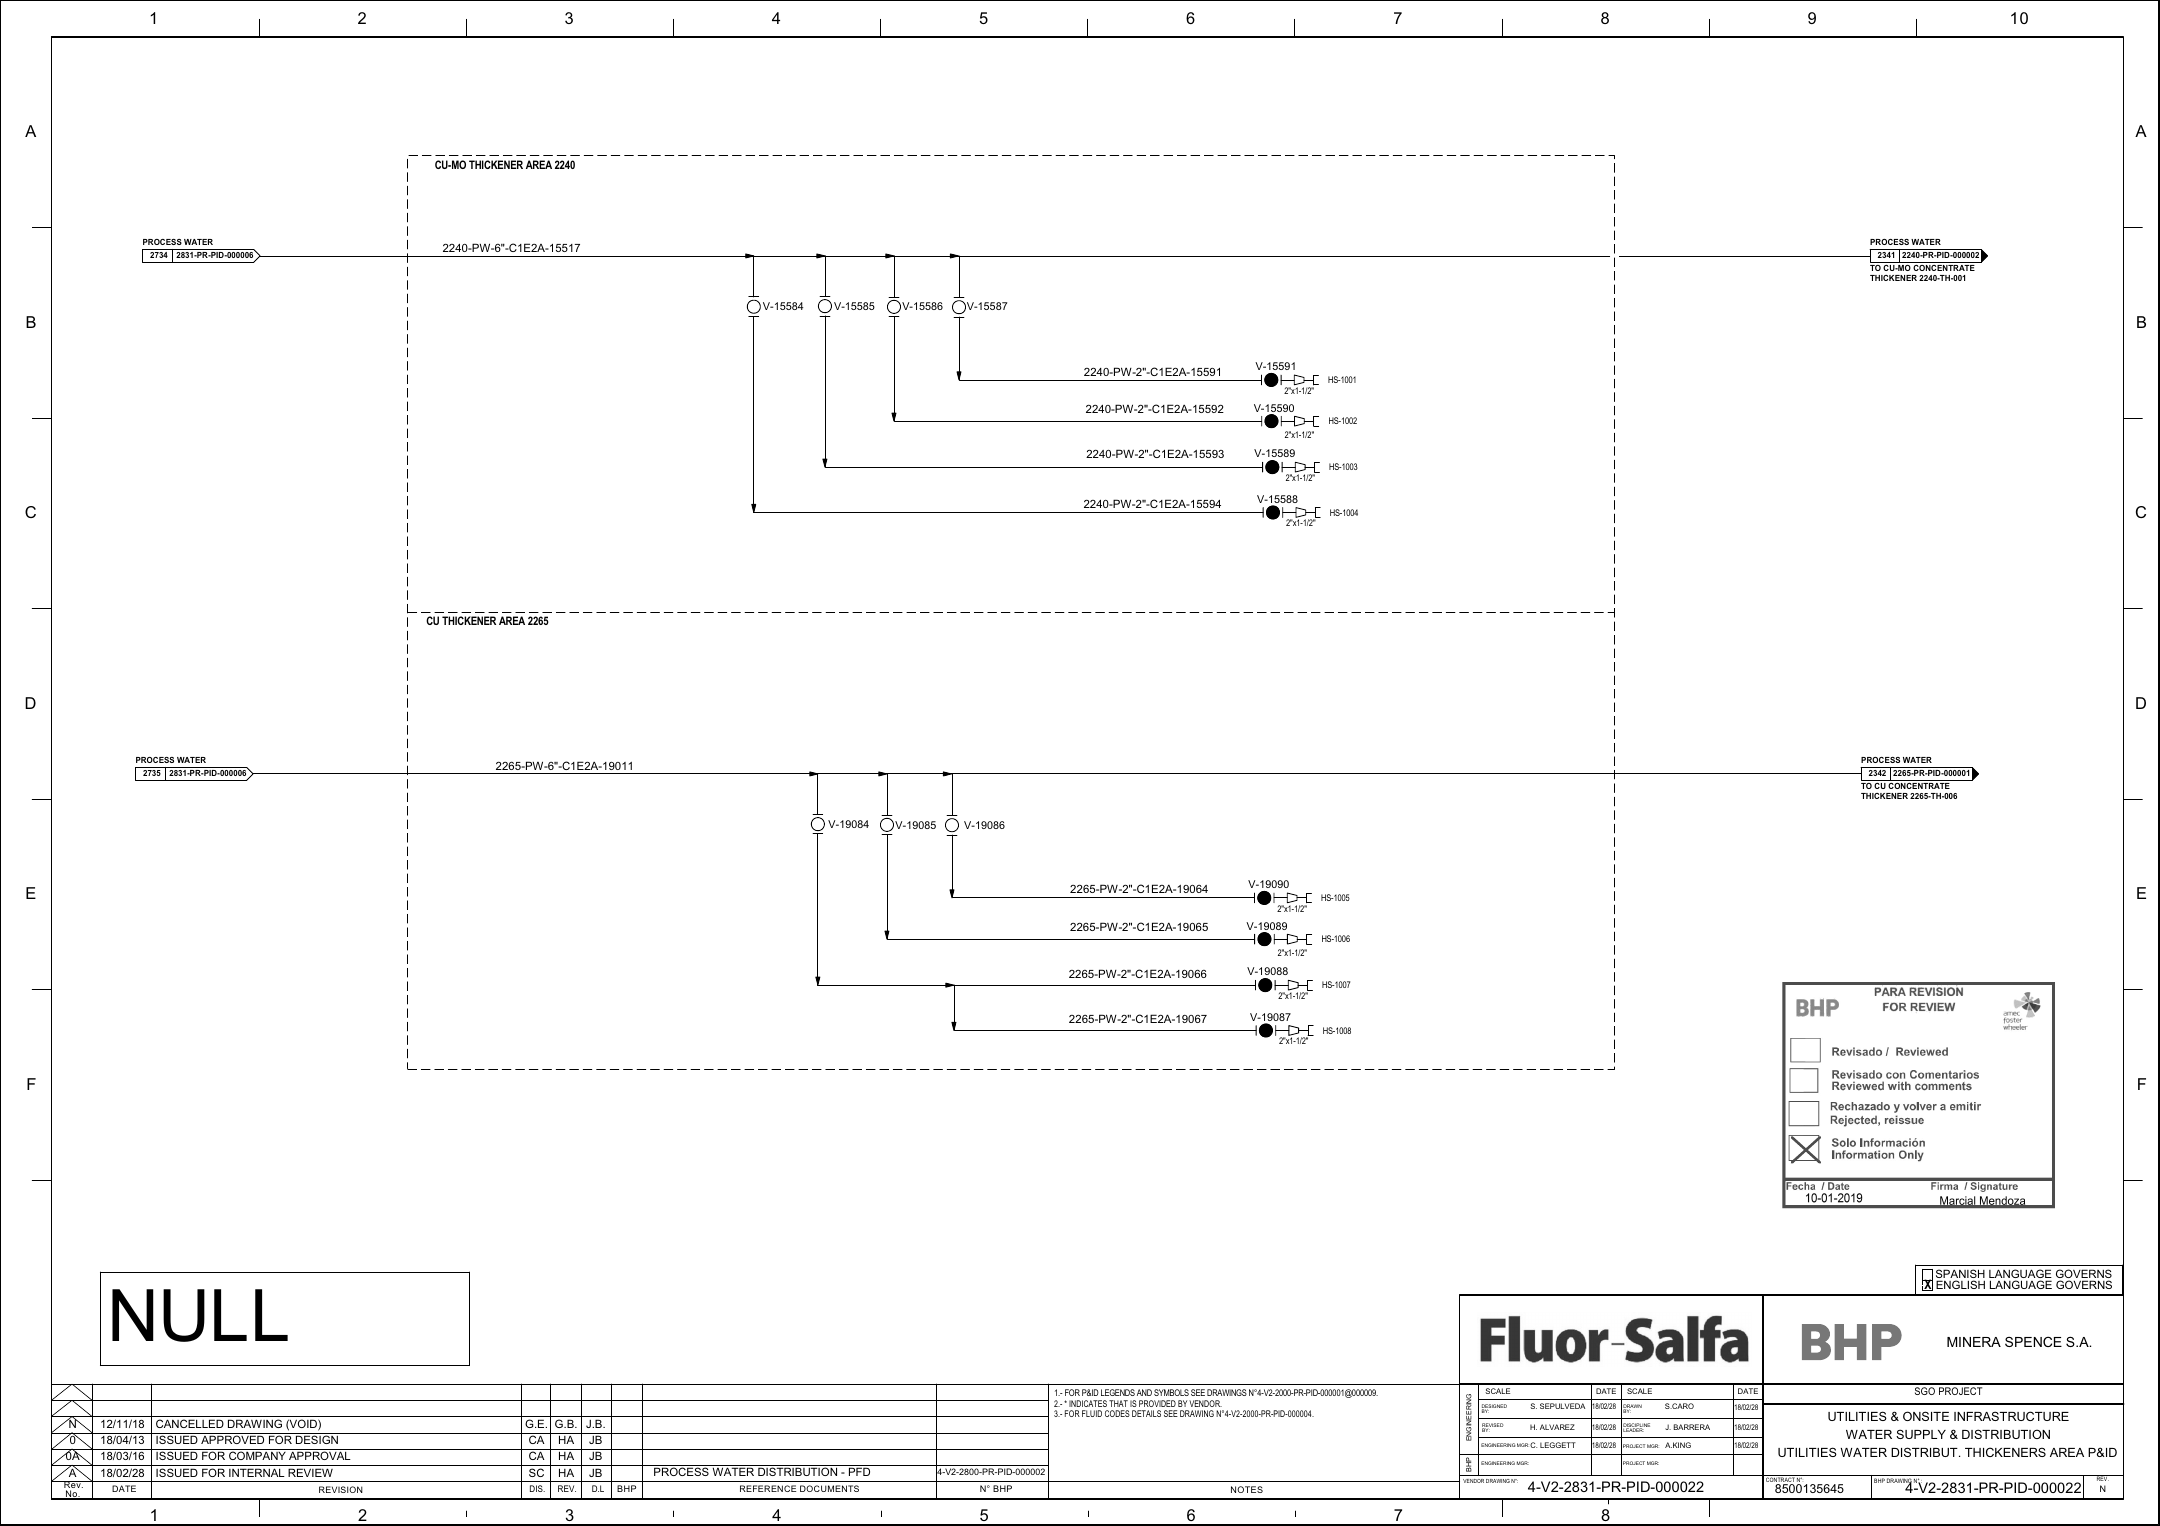 1 2 3 4 5 6 7 8 9 10
A A
B B
C C
D D
E E
F F
CU-MO THICKENER AREA 2240
PROCESS WATER
2734 2831-PR-PID-000006
2240-PW-6"-C1E2A-15517
PROCESS WATER
2341 2240-PR-PID-000002
TO CU-MO CONCENTRATE
THICKENER 2240-TH-001
V-15584 V-15585 V-15586 V-15587
2240-PW-2"-C1E2A-15591 V-15591 HS-1001
2"x1-1/2"
2240-PW-2"-C1E2A-15592 V-15590 HS-1002
2"x1-1/2"
2240-PW-2"-C1E2A-15593 V-15589 HS-1003
2"x1-1/2"
2240-PW-2"-C1E2A-15594 V-15588 HS-1004
2"x1-1/2"
CU THICKENER AREA 2265
PROCESS WATER
2735 2831-PR-PID-000006
2265-PW-6"-C1E2A-19011
PROCESS WATER
2342 2265-PR-PID-000001
TO CU CONCENTRATE
THICKENER 2265-TH-006
V-19084 V-19085 V-19086
2265-PW-2"-C1E2A-19064 V-19090 HS-1005
2"x1-1/2"
2265-PW-2"-C1E2A-19065 V-19089 HS-1006
2"x1-1/2"
2265-PW-2"-C1E2A-19066 V-19088 HS-1007
2"x1-1/2"
2265-PW-2"-C1E2A-19067 V-19087 HS-1008
2"x1-1/2"
BHP
PARA REVISION
FOR REVIEW
amec
foster
wheeler
Revisado / Reviewed
Revisado con Comentarios
Reviewed with comments
Rechazado y volver a emitir
Rejected, reissue
Solo Información
Information Only
Fecha / Date Firma / Signature
10-01-2019 Marcial Mendoza
NULL
SPANISH LANGUAGE GOVERNS
X ENGLISH LANGUAGE GOVERNS
Fluor-Salfa
BHP MINERA SPENCE S.A.
N 12/11/18 CANCELLED DRAWING (VOID) G.E. G.B. J.B.
0 18/04/13 ISSUED APPROVED FOR DESIGN CA HA JB
0A 18/03/16 ISSUED FOR COMPANY APPROVAL CA HA JB
A 18/02/28 ISSUED FOR INTERNAL REVIEW SC HA JB PROCESS WATER DISTRIBUTION - PFD 4-V2-2800-PR-PID-000002
Rev. No. DATE REVISION DIS. REV. D.L BHP REFERENCE DOCUMENTS N° BHP NOTES
1.- FOR P&ID LEGENDS AND SYMBOLS SEE DRAWINGS N°4-V2-2000-PR-PID-000001@000009.
2.- * INDICATES THAT IS PROVIDED BY VENDOR.
3.- FOR FLUID CODES DETAILS SEE DRAWING N°4-V2-2000-PR-PID-000004.
ENGINEERING
BHP
SCALE DATE SCALE DATE
DESIGNED BY: S. SEPULVEDA 18/02/28 DRAWN BY: S.CARO 18/02/28
REVISED BY: H. ALVAREZ 18/02/28 DISCIPLINE LEADER: J. BARRERA 18/02/28
ENGINEERING MGR: C. LEGGETT 18/02/28 PROJECT MGR: A.KING 18/02/28
ENGINEERING MGR: PROJECT MGR:
VENDOR DRAWING N°: 4-V2-2831-PR-PID-000022
SGO PROJECT
UTILITIES & ONSITE INFRASTRUCTURE
WATER SUPPLY & DISTRIBUTION
UTILITIES WATER DISTRIBUT. THICKENERS AREA P&ID
CONTRACT N°: 8500135645
BHP DRAWING N°: 4-V2-2831-PR-PID-000022
REV. N
1 2 3 4 5 6 7 8